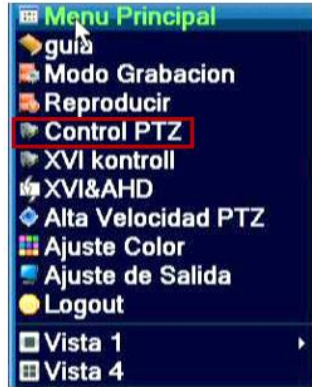 Menu Principal
guia
Modo Grabacion
Reproducir
Control PTZ
XVI kontroll
XVI&AHD
Alta Velocidad PTZ
Ajuste Color
Ajuste de Salida
Logout
Vista 1
Vista 4